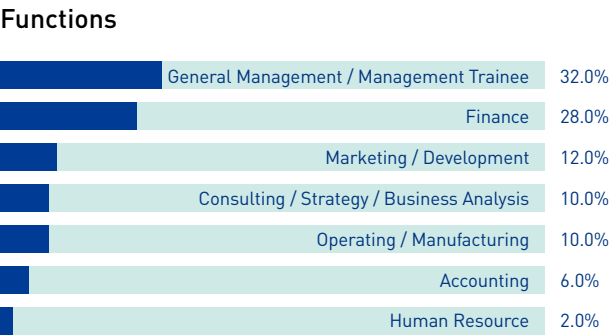 Functions
General Management / Management Trainee 32.0%
Finance 28.0%
Marketing / Development 12.0%
Consulting / Strategy / Business Analysis 10.0%
Operating / Manufacturing 10.0%
Accounting 6.0%
Human Resource 2.0%